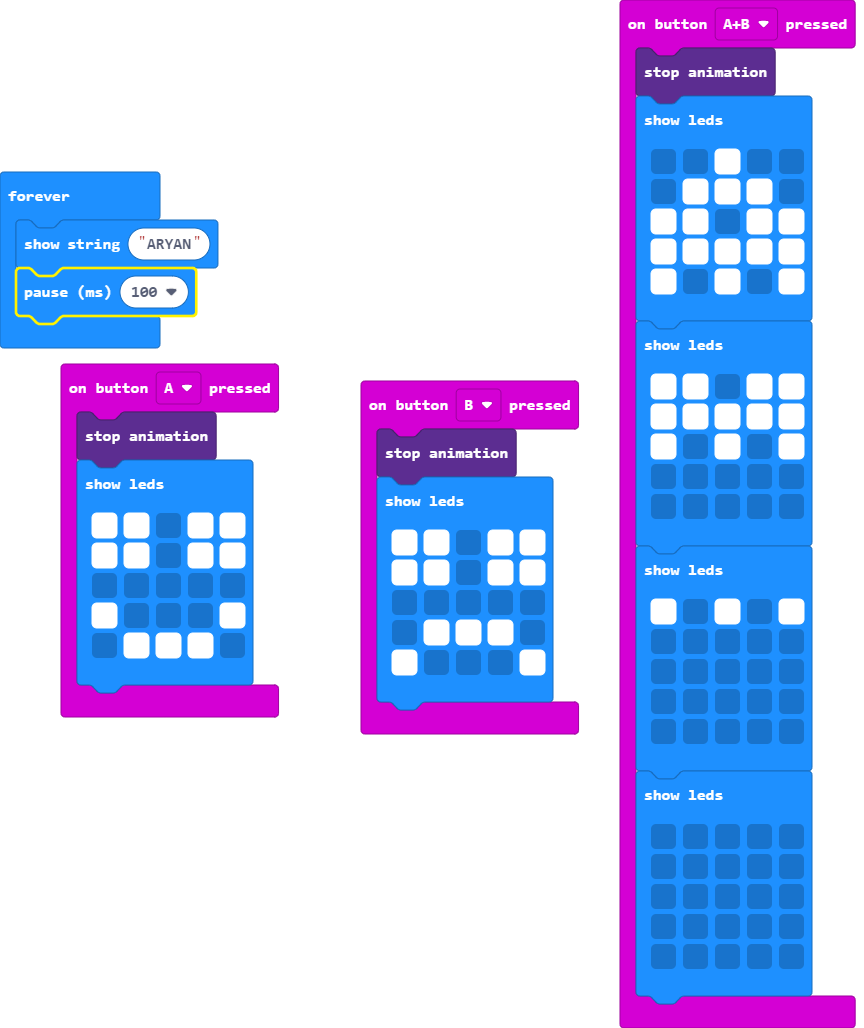 forever
show string "ARYAN"
pause (ms) 100
on button A pressed
stop animation
show leds
on button B pressed
stop animation
show leds
on button A+B pressed
stop animation
show leds
show leds
show leds
show leds